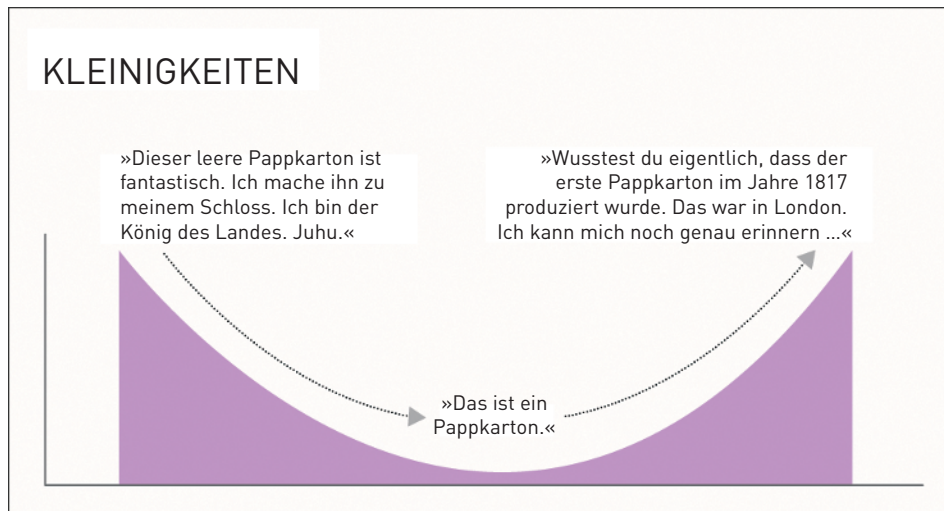 KLEINIGKEITEN
»Dieser leere Pappkarton ist
fantastisch. Ich mache ihn zu
meinem Schloss. Ich bin der
König des Landes. Juhu.«
»Wusstest du eigentlich, dass der
erste Pappkarton im Jahre 1817
produziert wurde. Das war in London.
Ich kann mich noch genau erinnern ...«
»Das ist ein
Pappkarton.«